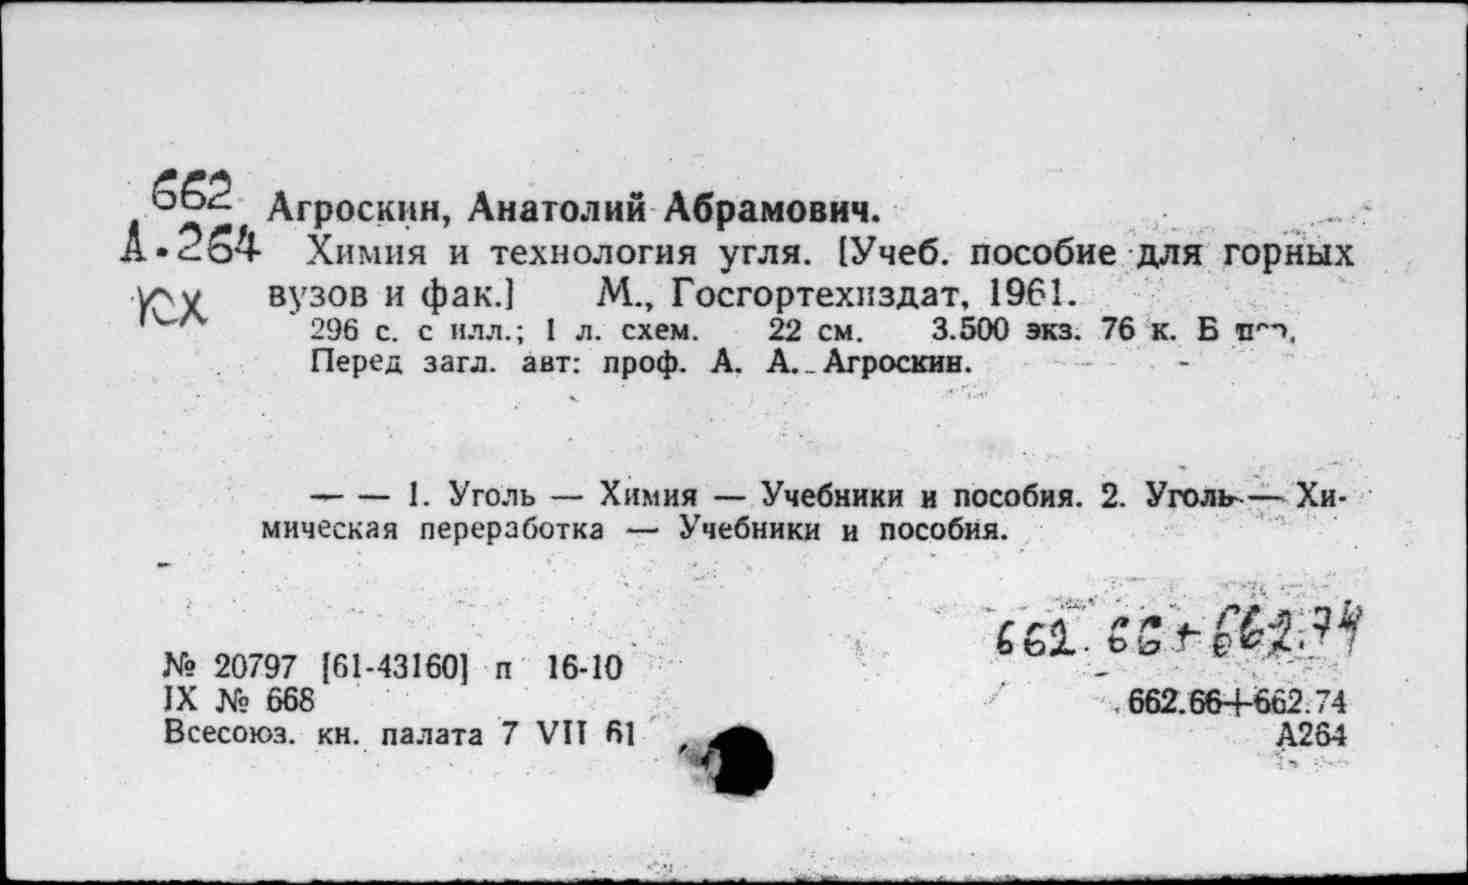 662 Агроскин, Анатолий Абрамович.
А.264 Химия и технология угля. [Учеб. пособие для горных
КХ вузов и фак.] М., Госгортехиздат, 1961.
296 с. с илл.; 1 л. схем. 22 см. 3.500 экз. 76 к. Б
Перед загл. авт: проф. А. А. Агроскин.
— — 1. Уголь — Химия — Учебники и пособия. 2. Уголь — Хи-
мическая переработка — Учебники и пособия.
662.66+662.74
№ 20797 [61-43160] п 16-10
IX № 668 662.66+662.74
Всесоюз. кн. палата 7 VII 61 А264